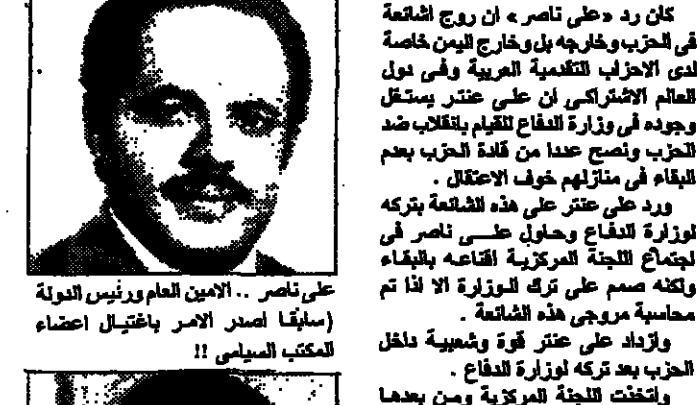 كان رد «على ناصر» ان روج اشائعة
فى الحزب وخارجه بل وخارج اليمن خاصة
لدى الاحزاب التقدمية العربية وفى دول
العالم الاشتراكى ان على عنتر يستغل
وجوده فى وزارة الدفاع للقيام بانقلاب ضد
الحزب ونصح عددا من قادة الحزب بعدم
البقاء فى منازلهم خوف الاعتقال .
ورد على عنتر على هذه الشائعة بتركه
لوزارة الدفاع وحاول على ناصر فى
اجتماع اللجنة المركزية اقناعه بالبقاء
ولكنه صمم على ترك الوزارة الا اذا تم
محاسبة مروجى هذه الشائعة .
وازداد على عنتر قوة وشعبية داخل
الحزب بعد تركه لوزارة الدفاع .
واتخذت اللجنة المركزية ومن بعدها
على ناصر .. الامين العام ورئيس الدولة
(سابقا اصدر الامر باغتيال اعضاء
المكتب السياسى !!